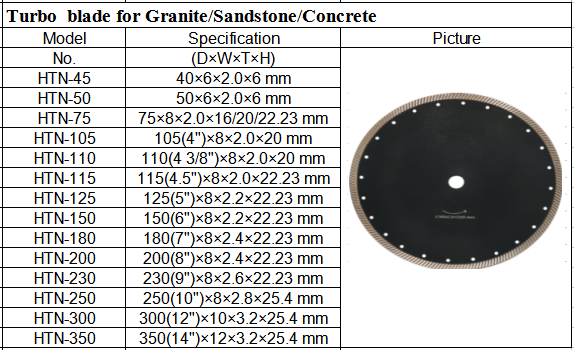 Turbo blade for Granite/Sandstone/Concrete
Model Specification Picture
No. (D×W×T×H)
HTN-45 40×6×2.0×6 mm
HTN-50 50×6×2.0×6 mm
HTN-75 75×8×2.0×16/20/22.23 mm
HTN-105 105(4")×8×2.0×20 mm
HTN-110 110(4 3/8")×8×2.0×20 mm
HTN-115 115(4.5")×8×2.0×22.23 mm
HTN-125 125(5")×8×2.2×22.23 mm
HTN-150 150(6")×8×2.2×22.23 mm
HTN-180 180(7")×8×2.4×22.23 mm
HTN-200 200(8")×8×2.4×22.23 mm
HTN-230 230(9")×8×2.6×22.23 mm
HTN-250 250(10")×8×2.8×25.4 mm
HTN-300 300(12")×10×3.2×25.4 mm
HTN-350 350(14")×12×3.2×25.4 mm